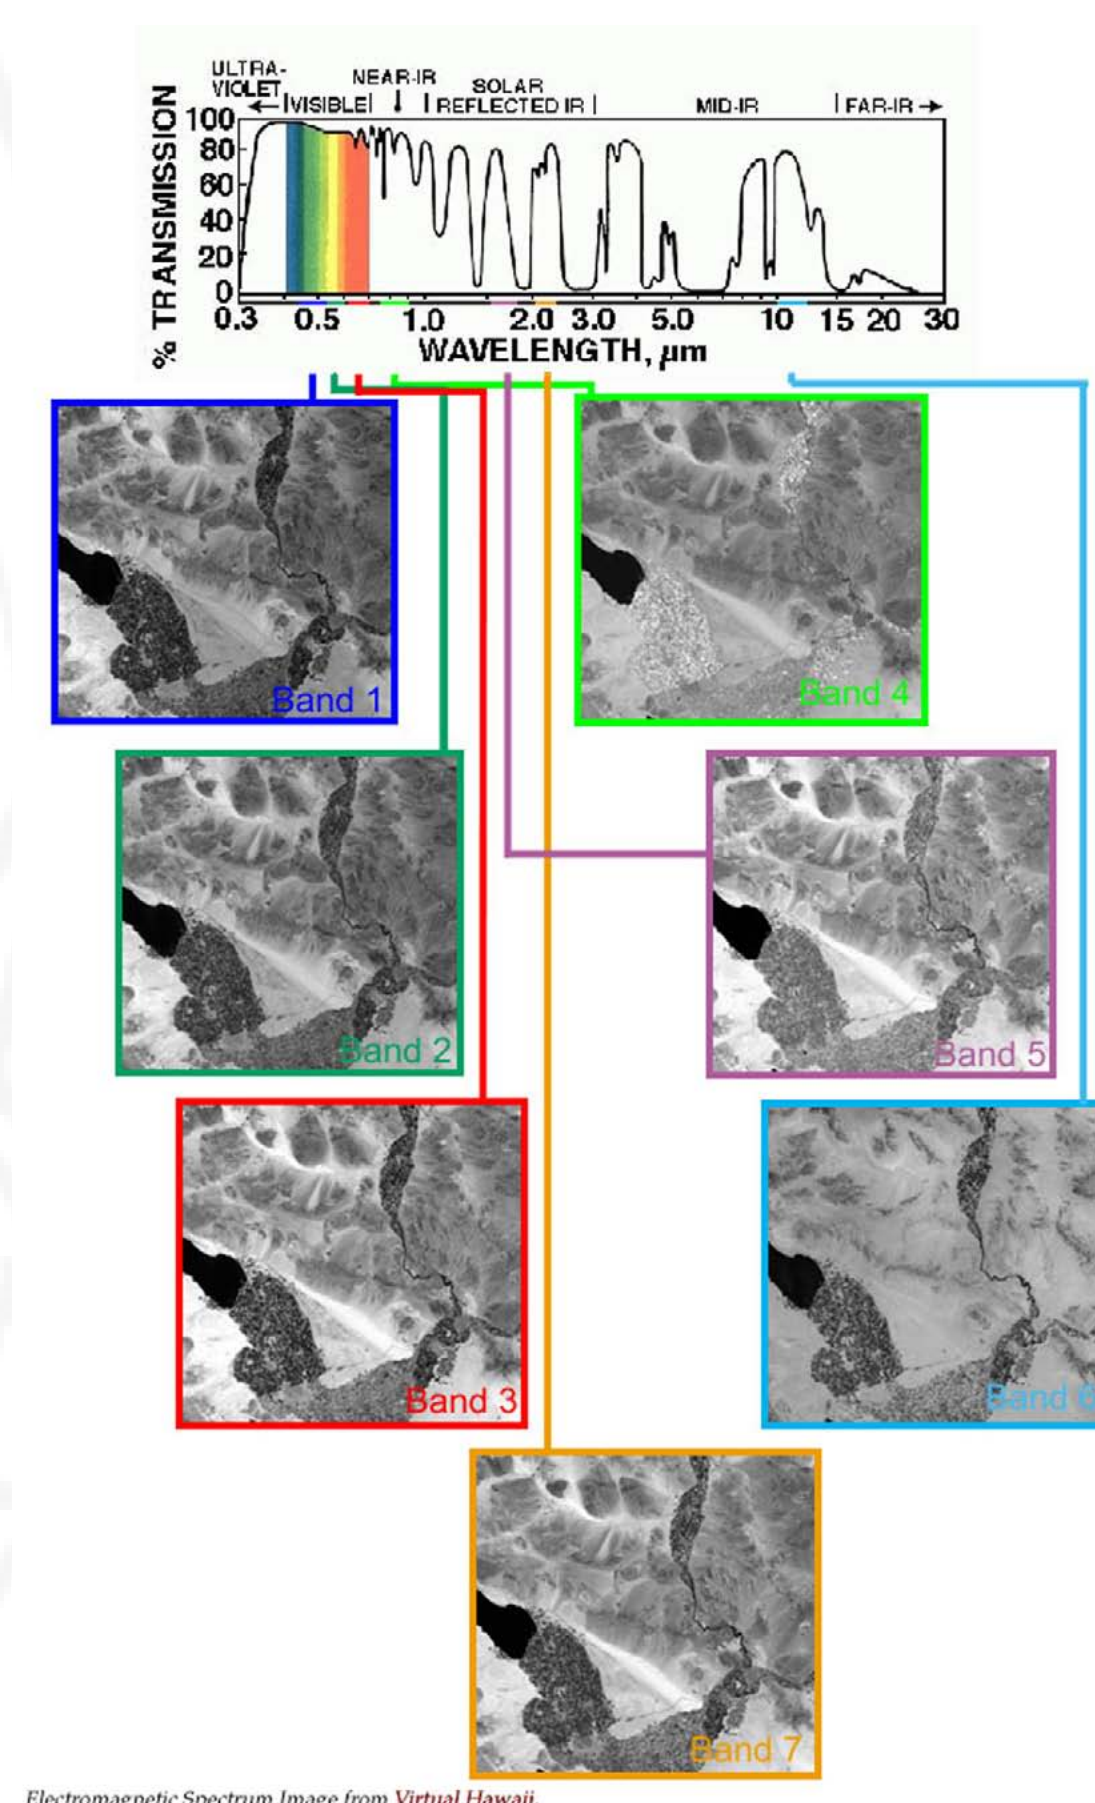 ULTRA-
VIOLET
VISIBLE
NEAR-IR
SOLAR
REFLECTED IR
MID-IR
FAR-IR
% TRANSMISSION
100
80
60
40
20
0
0.3 0.5 1.0 2.0 3.0 5.0 10 15 20 30
WAVELENGTH, µm
Band 1
Band 4
Band 2
Band 5
Band 3
Band 6
Band 7
Electromagnetic Spectrum Image from Virtual Hawaii.